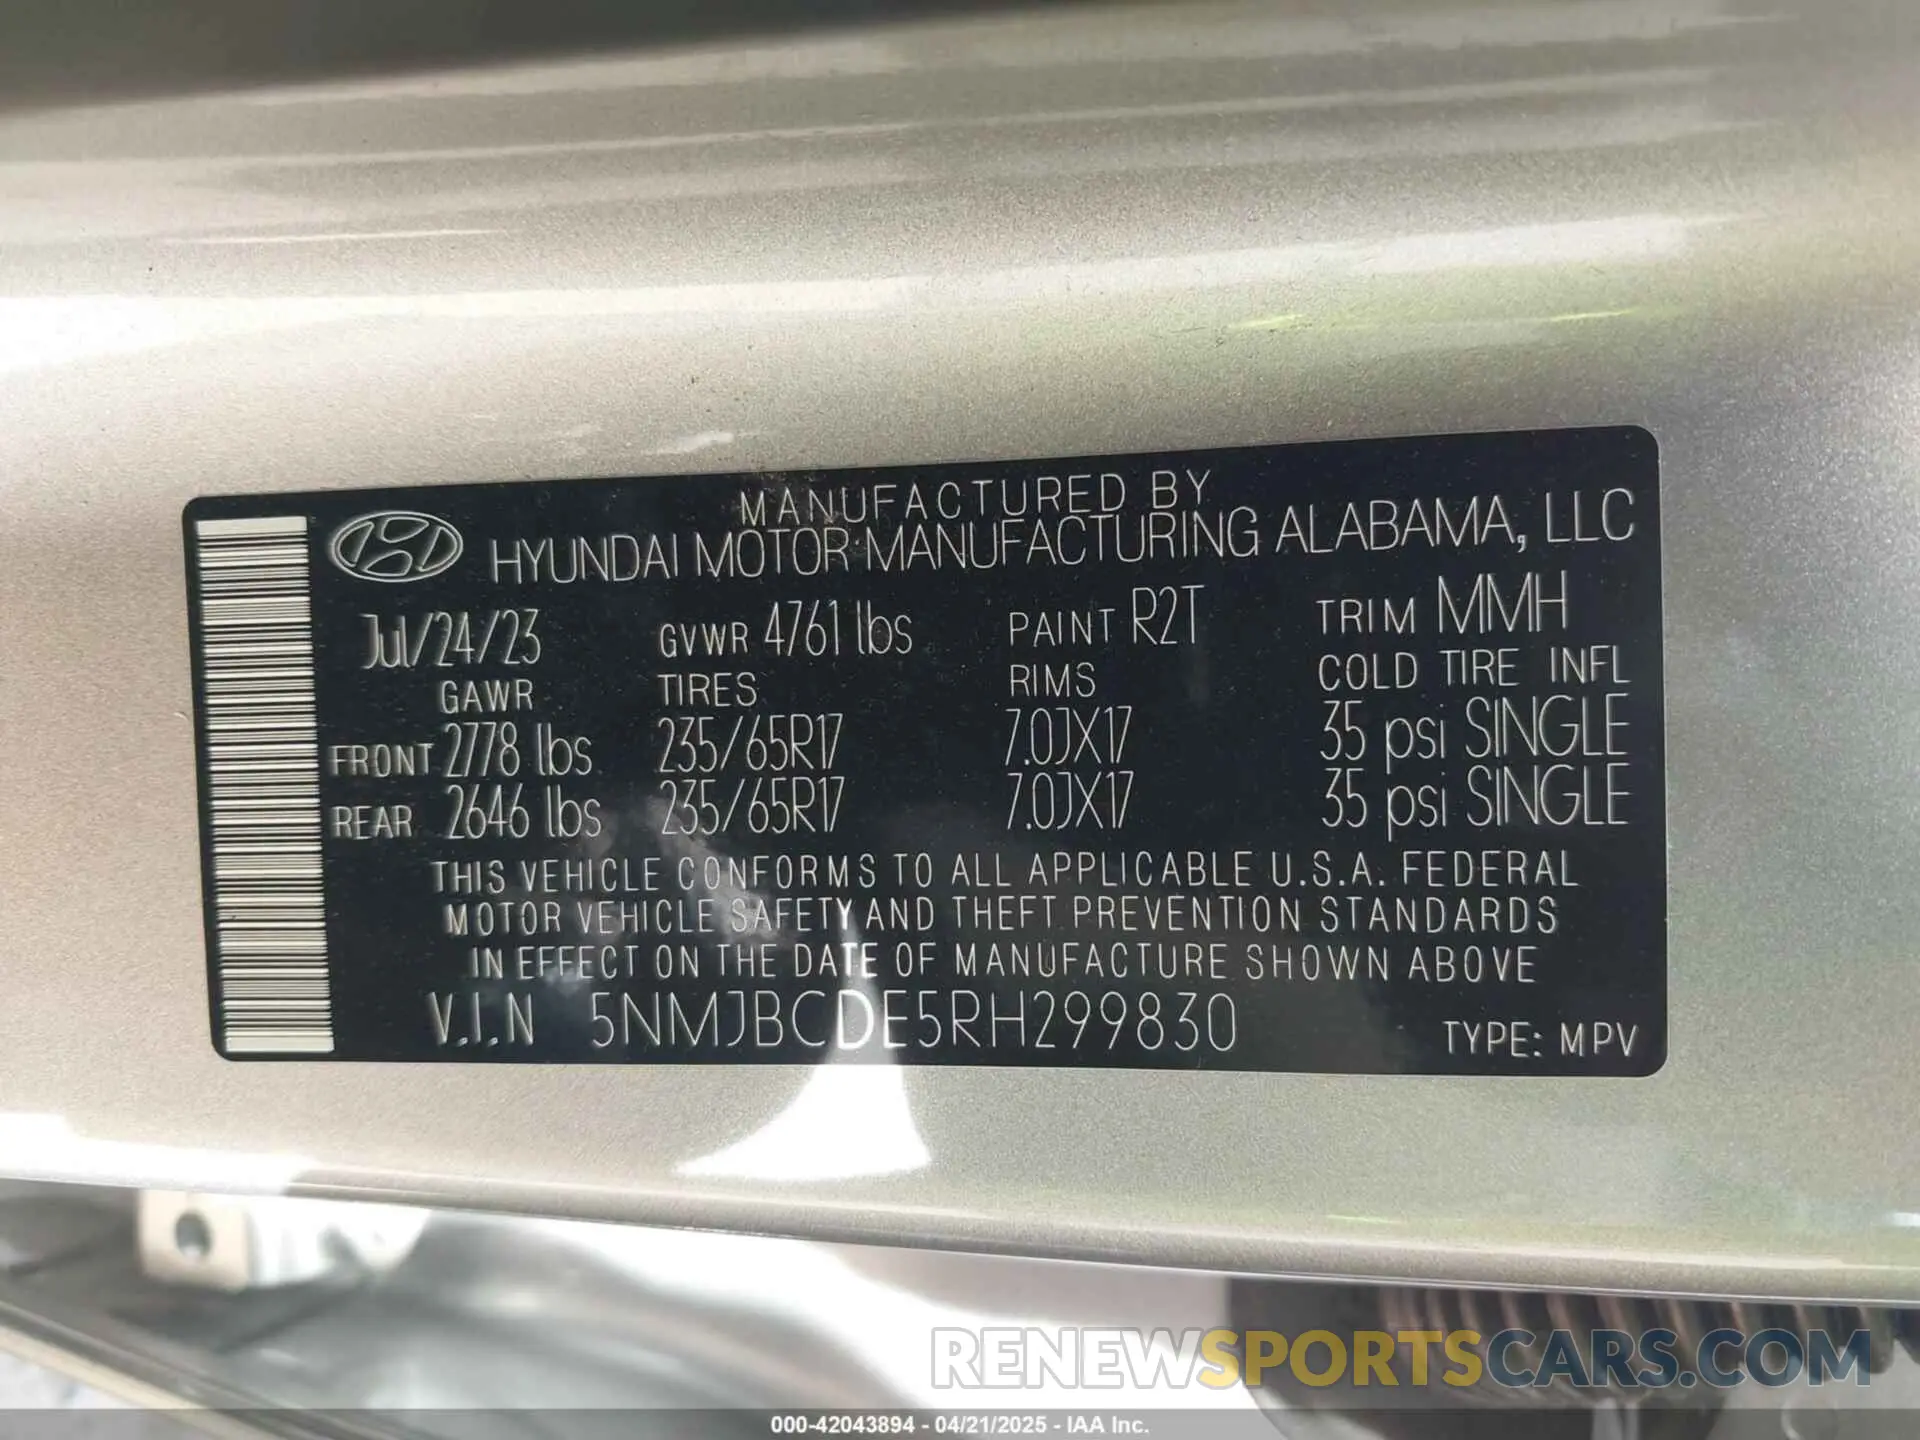 MANUFACTURED BY
HYUNDAI MOTOR MANUFACTURING ALABAMA, LLC
Jul/24/23 GVWR 4761 lbs PAINT R2T TRIM MMH
GAWR TIRES RIMS COLD TIRE INFL
FRONT 2778 lbs 235/65R17 7.0JX17 35 psi SINGLE
REAR 2646 lbs 235/65R17 7.0JX17 35 psi SINGLE
THIS VEHICLE CONFORMS TO ALL APPLICABLE U.S.A. FEDERAL
MOTOR VEHICLE SAFETY AND THEFT PREVENTION STANDARDS
IN EFFECT ON THE DATE OF MANUFACTURE SHOWN ABOVE
V.I.N 5NMJBCDE5RH299830 TYPE: MPV
RENEWSPORTSCARS.COM
000-42043894 - 04/21/2025 - IAA Inc.